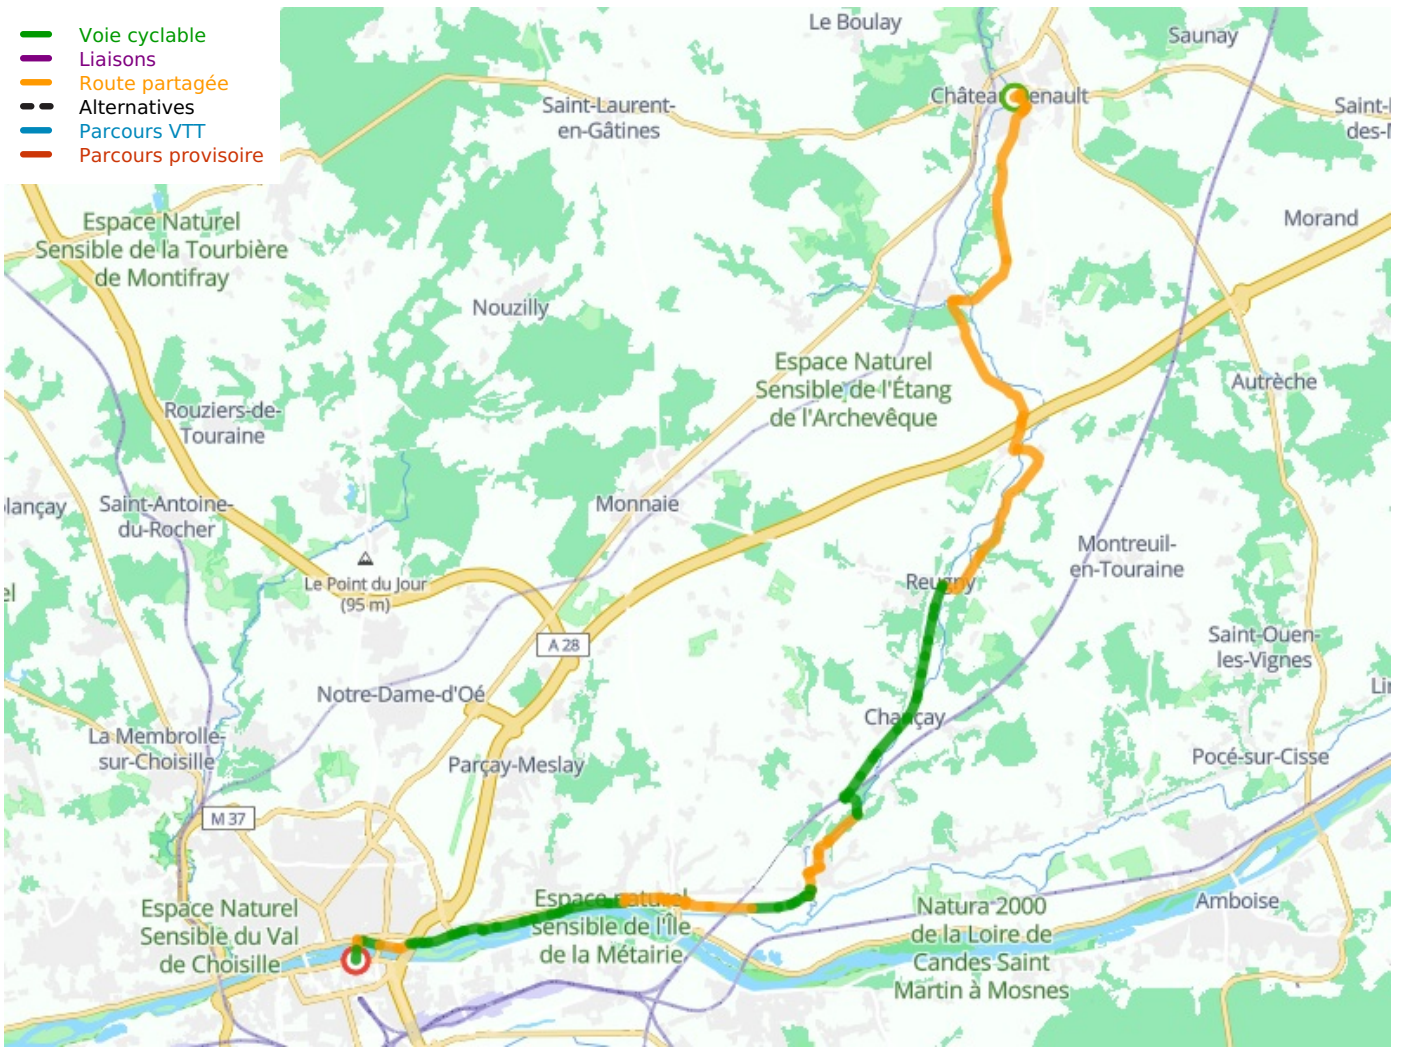 Voie cyclable
Liaisons
Route partagée
Alternatives
Parcours VTT
Parcours provisoire
Le Boulay
Saunay
Saint-Laurent-
en-Gâtines
Espace Naturel
Sensible de la Tourbière
de Montifray
Morand
Nouzilly
Espace Naturel
Sensible de l'Étang
de l'Archevêque
Autrèche
Rouziers-de-
Touraine
Saint-Antoine-
du-Rocher
Monnaie
Le Point du Jour
(95 m)
Montreuil-
en-Touraine
Reugny
A 28
Saint-Ouen-
les-Vignes
Notre-Dame-d'Oé
Chançay
La Membrolle-
sur-Choisille
Parçay-Meslay
Pocé-sur-Cisse
M 37
Espace Naturel
Sensible du Val
de Choisille
Espace naturel
sensible de l'Île
de la Métairie
Natura 2000
de la Loire de
Candes Saint
Martin à Mosnes
Amboise